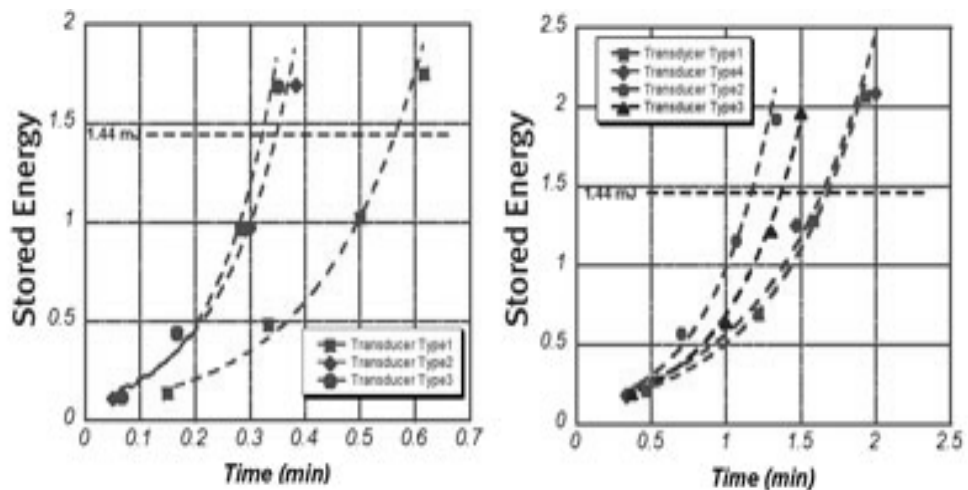 Stored Energy
2
1.5
1
0.5
0
1.44 mJ
Transducer Type1
Transducer Type2
Transducer Type3
0 0.1 0.2 0.3 0.4 0.5 0.6 0.7
Time (min)
Stored Energy
2.5
2
1.5
1
0.5
0
Transdycer Type1
Transducer Type4
Transducer Type2
Transducer Type3
1.44 mJ
0 0.5 1 1.5 2 2.5
Time (min)